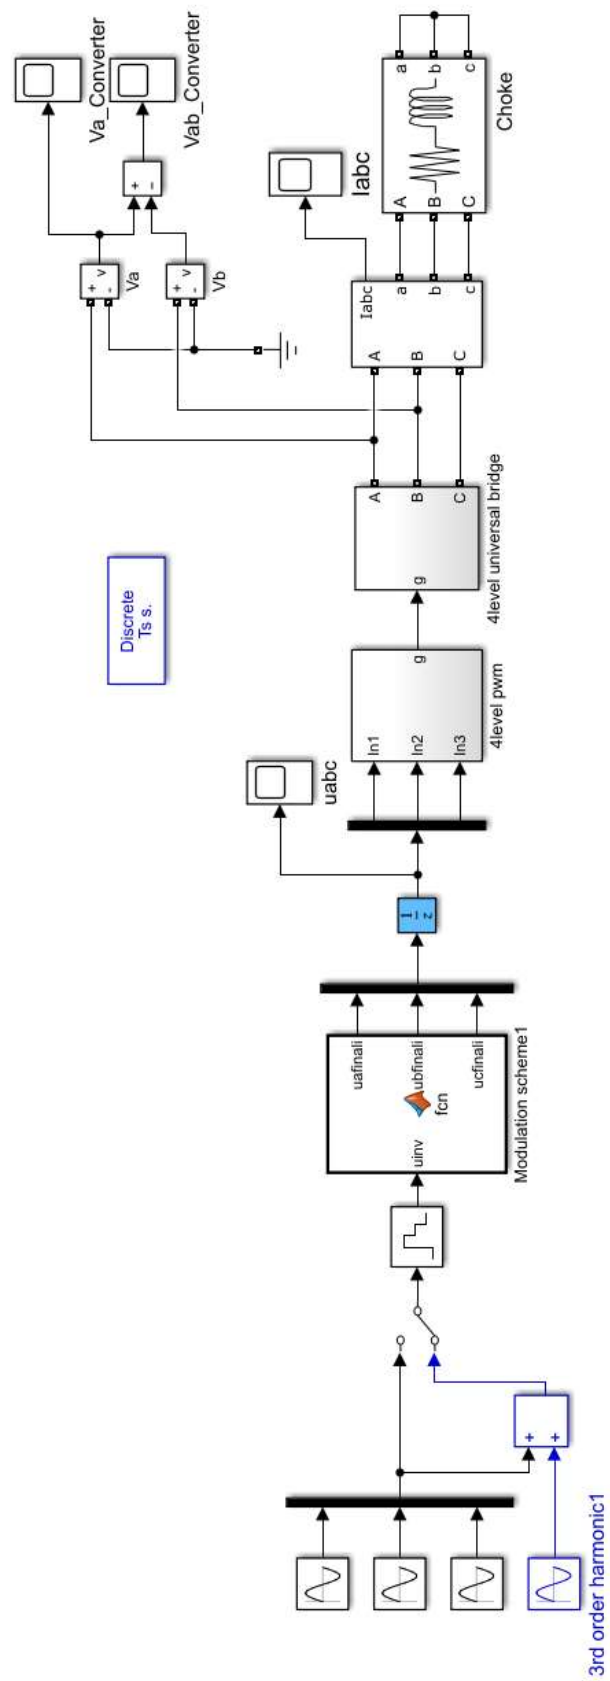 3rd order harmonic1
+
+
uinv
fcn
uafinali
ubfinali
ucfinali
Modulation scheme1
1
z
uabc
In1
In2
In3
g
4level pwm
Discrete
Ts s.
g
A
B
C
4level universal bridge
A
B
C
Iabc
a
b
c
Iabc
A
B
C
a
b
c
Choke
+
-
v
Va
+
-
v
Vb
+
-
Va_Converter
Vab_Converter